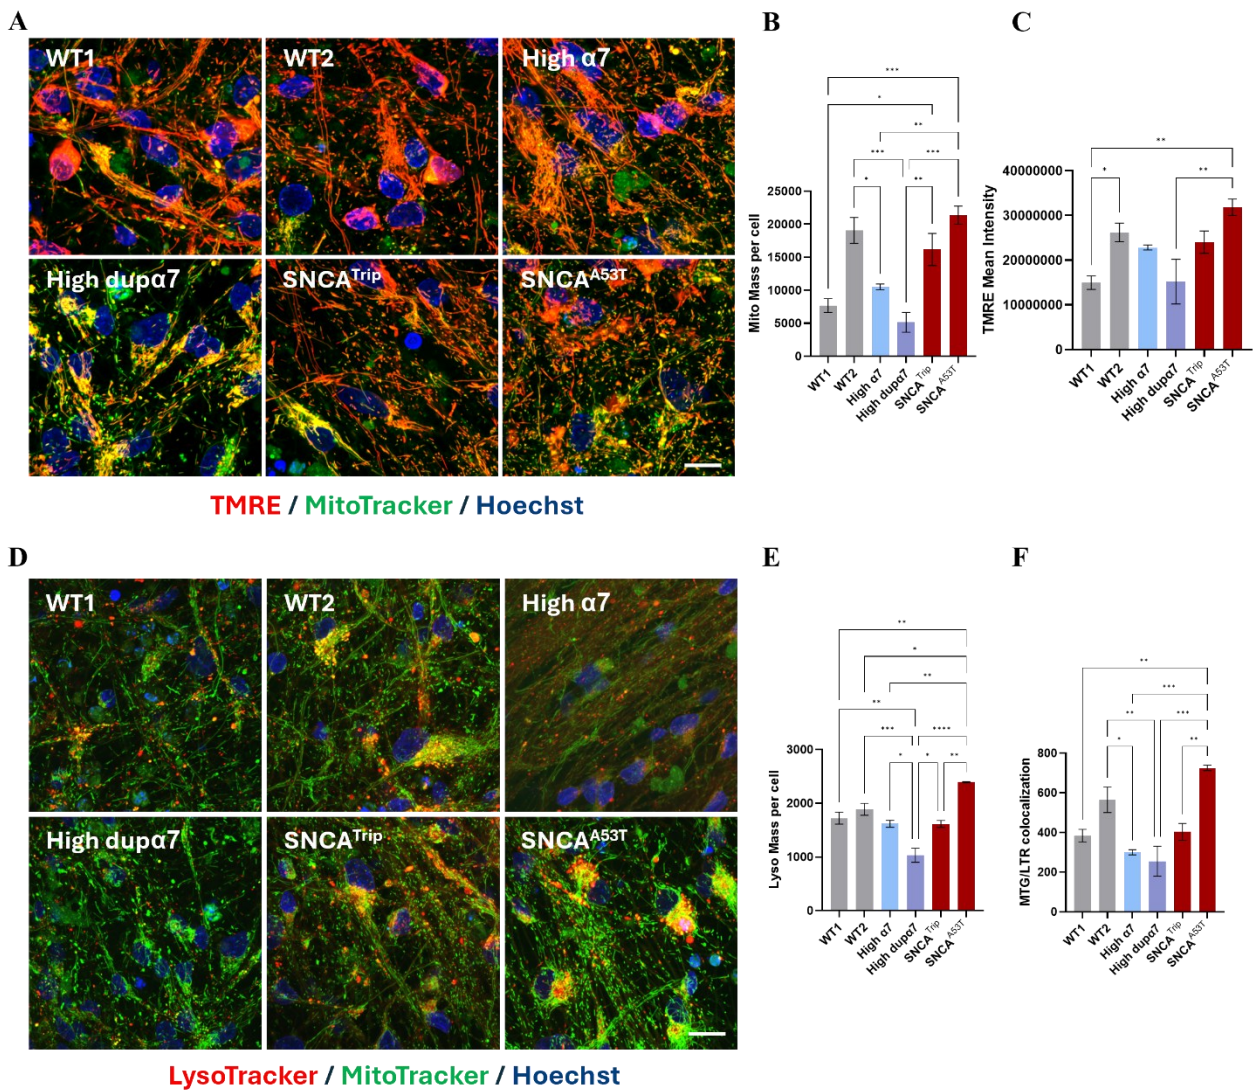 A
WT1
WT2
High α7
High dupα7
SNCA^Trip
SNCA^A53T
TMRE / MitoTracker / Hoechst
B
***
*
**
*** ***
* **
25000
20000
15000
10000
5000
0
Mito Mass per cell
WT1
WT2
High α7
High dupα7
SNCA^Trip
SNCA^A53T
C
**
* **
40000000
30000000
20000000
10000000
0
TMRE Mean Intensity
WT1
WT2
High α7
High dupα7
SNCA^Trip
SNCA^A53T
D
WT1
WT2
High α7
High dupα7
SNCA^Trip
SNCA^A53T
LysoTracker / MitoTracker / Hoechst
E
**
*
**
**
*** ****
* * **
3000
2000
1000
0
Lyso Mass per cell
WT1
WT2
High α7
High dupα7
SNCA^Trip
SNCA^A53T
F
**
***
** ***
* **
800
600
400
200
0
MTG/LTR colocalization
WT1
WT2
High α7
High dupα7
SNCA^Trip
SNCA^A53T